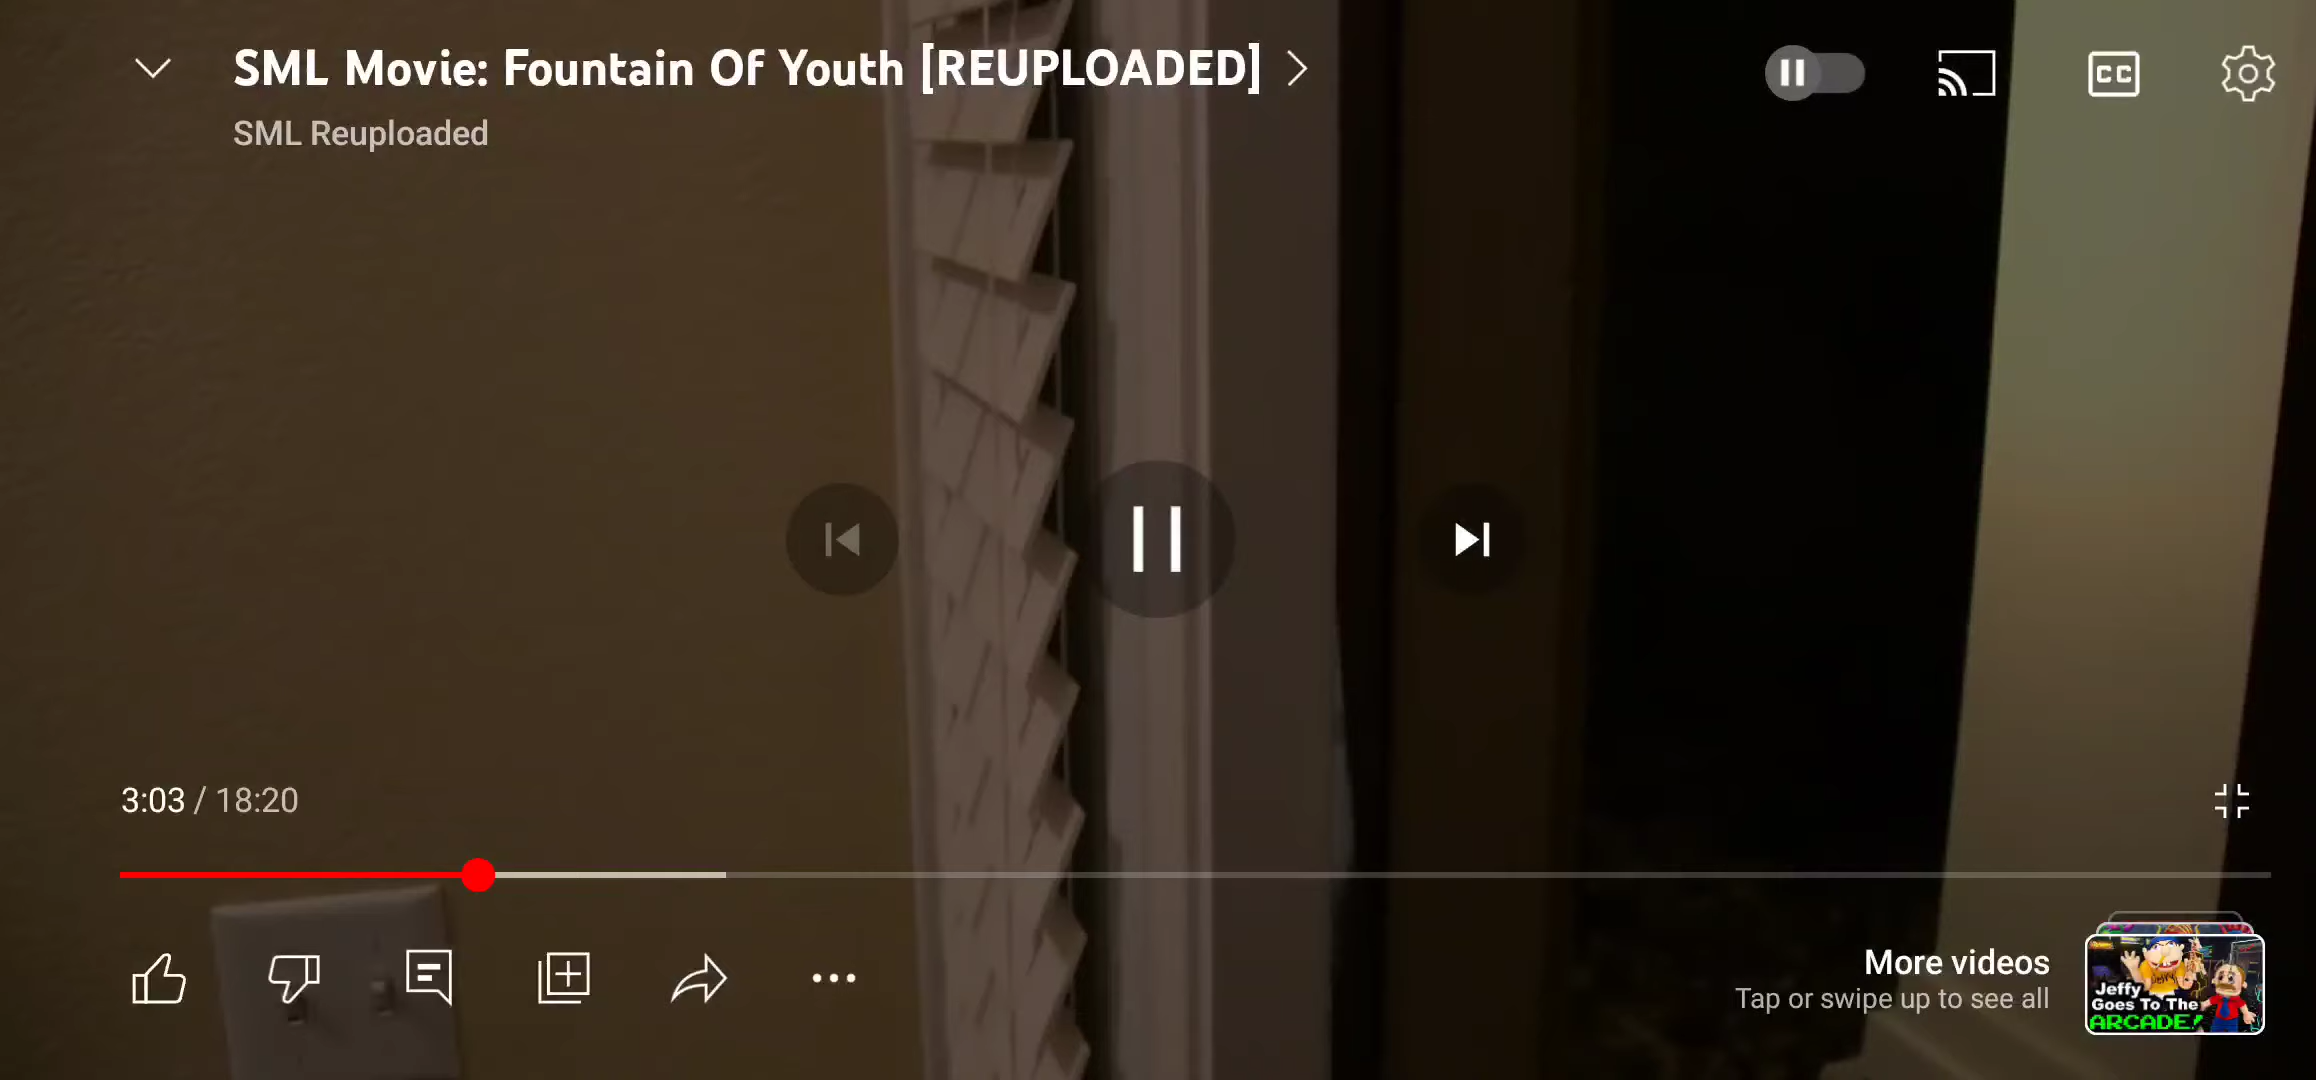 SML Movie: Fountain Of Youth [REUPLOADED]
SML Reuploaded
CC
3:03 / 18:20
More videos
Tap or swipe up to see all
Jeffy
Goes To The
ARCADE!